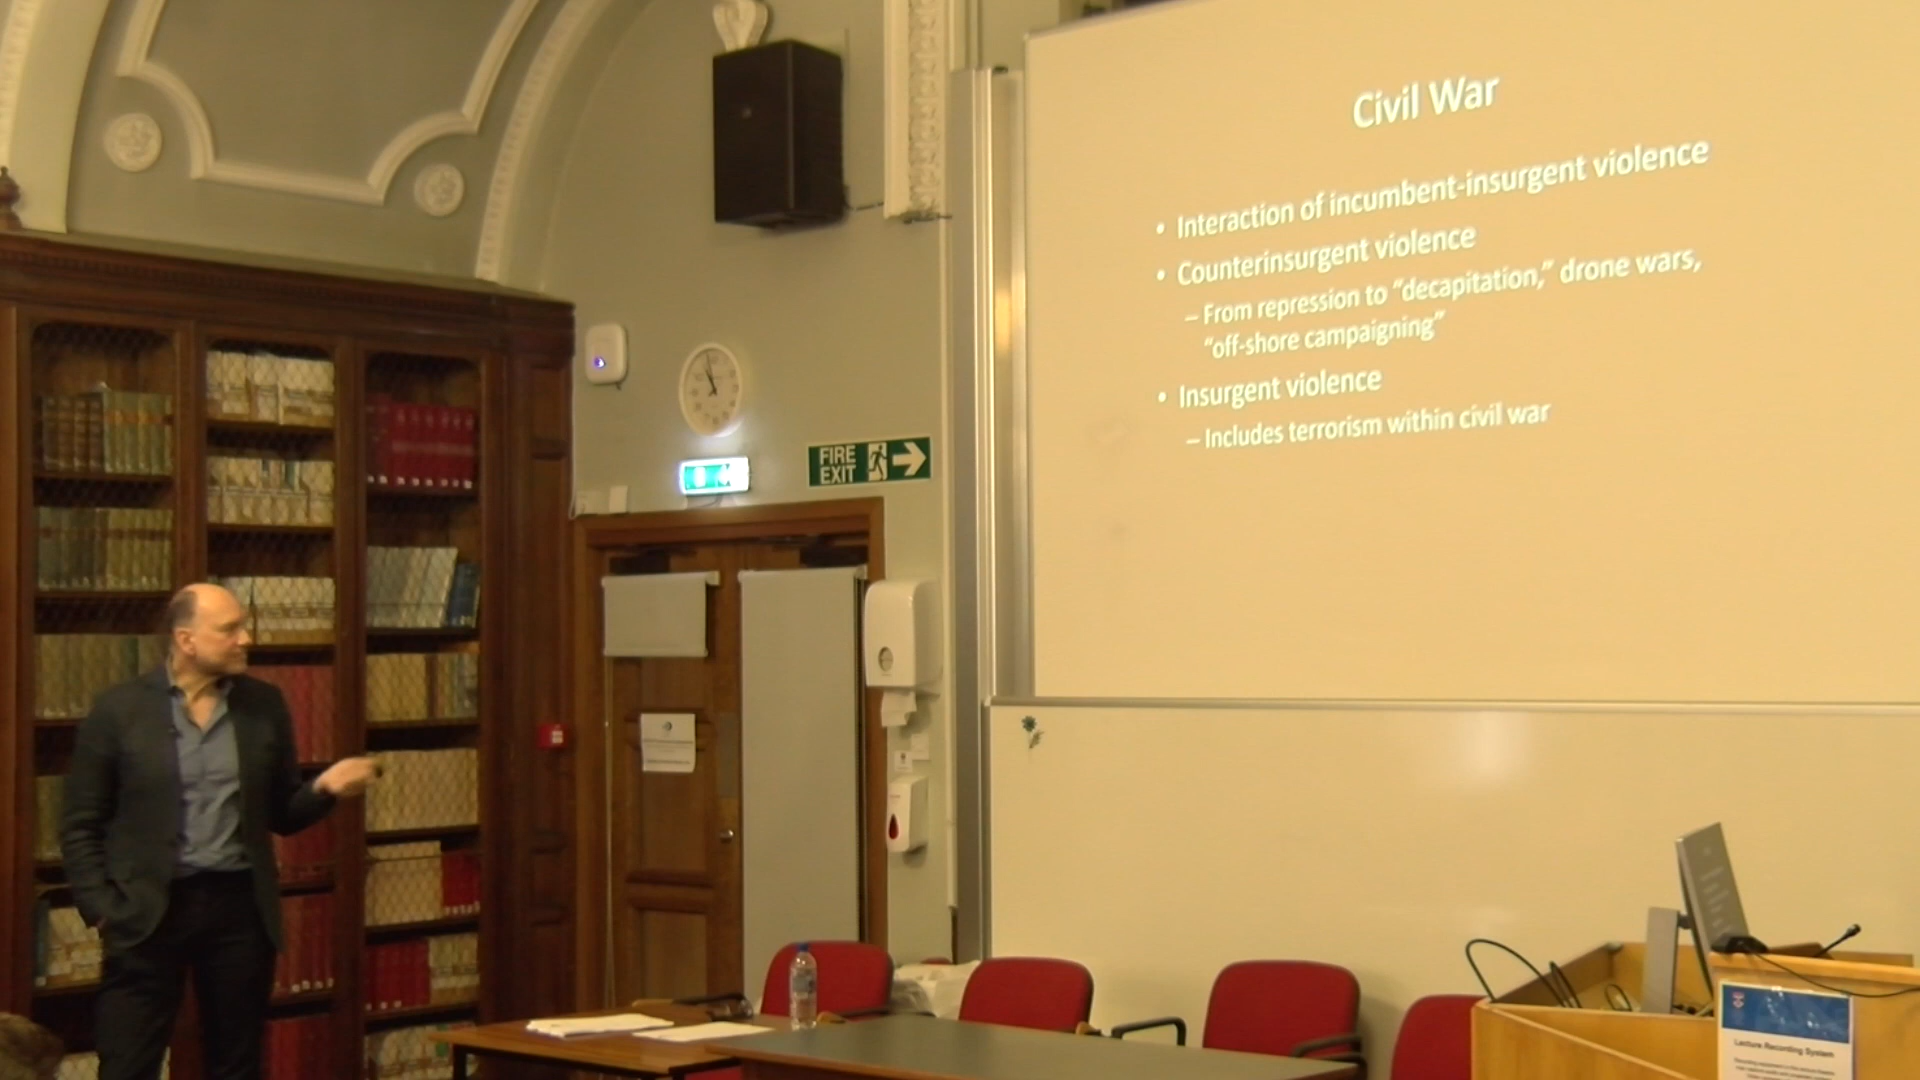 Civil War
• Interaction of incumbent-insurgent violence
• Counterinsurgent violence
– From repression to “decapitation,” drone wars,
“off-shore campaigning”
• Insurgent violence
– Includes terrorism within civil war
FIRE
EXIT
Lecture Recording System